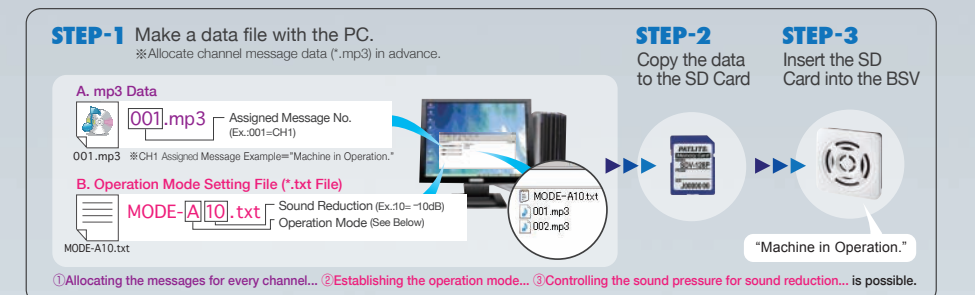 STEP-1 Make a data file with the PC.
※Allocate channel message data (*.mp3) in advance.
A. mp3 Data
001.mp3
Assigned Message No.
(Ex.:001=CH1)
001.mp3 ※CH1 Assigned Message Example="Machine in Operation."
B. Operation Mode Setting File (*.txt File)
MODE-A10.txt
Sound Reduction (Ex.:10= -10dB)
Operation Mode (See Below)
MODE-A10.txt
MODE-A10.txt
001.mp3
002.mp3
STEP-2
Copy the data
to the SD Card
PATLITE
Memory Card
SDV-128P
STEP-3
Insert the SD
Card into the BSV
“Machine in Operation.”
①Allocating the messages for every channel... ②Establishing the operation mode... ③Controlling the sound pressure for sound reduction... is possible.